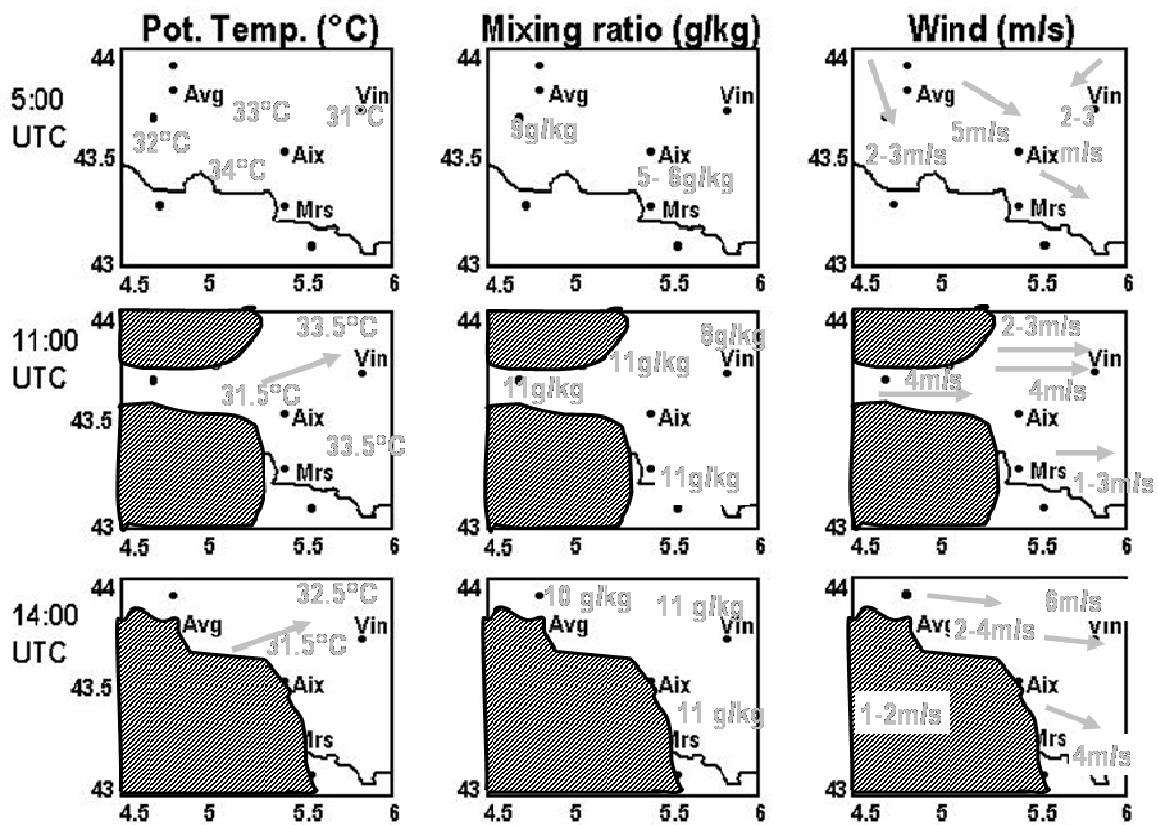 Pot. Temp. (°C) Mixing ratio (g/kg) Wind (m/s)
5:00
UTC
44
43.5
43
Avg
Vin
33°C
31°C
32°C
34°C
Aix
Mrs
4.5 5 5.5 6
44
43.5
43
Avg
Vin
9g/kg
Aix
5- 6g/kg
Mrs
4.5 5 5.5 6
44
43.5
43
Avg
Vin
2-3
m/s
5m/s
2-3m/s
Aix
Mrs
4.5 5 5.5 6
11:00
UTC
44
43.5
43
33.5°C
Vin
31.5°C
Aix
33.5°C
Mrs
4.5 5 5.5 6
44
43.5
43
8g/kg
11g/kg
Vin
11g/kg
Aix
Mrs
11g/kg
4.5 5 5.5 6
44
43.5
43
2-3m/s
Vin
4m/s
4m/s
Aix
Mrs
1-3m/s
4.5 5 5.5 6
14:00
UTC
44
43.5
43
32.5°C
Avg
Vin
31.5°C
Aix
Mrs
4.5 5 5.5 6
44
43.5
43
10 g/kg
11 g/kg
Avg
Vin
Aix
11 g/kg
Mrs
4.5 5 5.5 6
44
43.5
43
6m/s
Avg
2-4m/s
Vin
Aix
1-2m/s
Mrs
4m/s
4.5 5 5.5 6